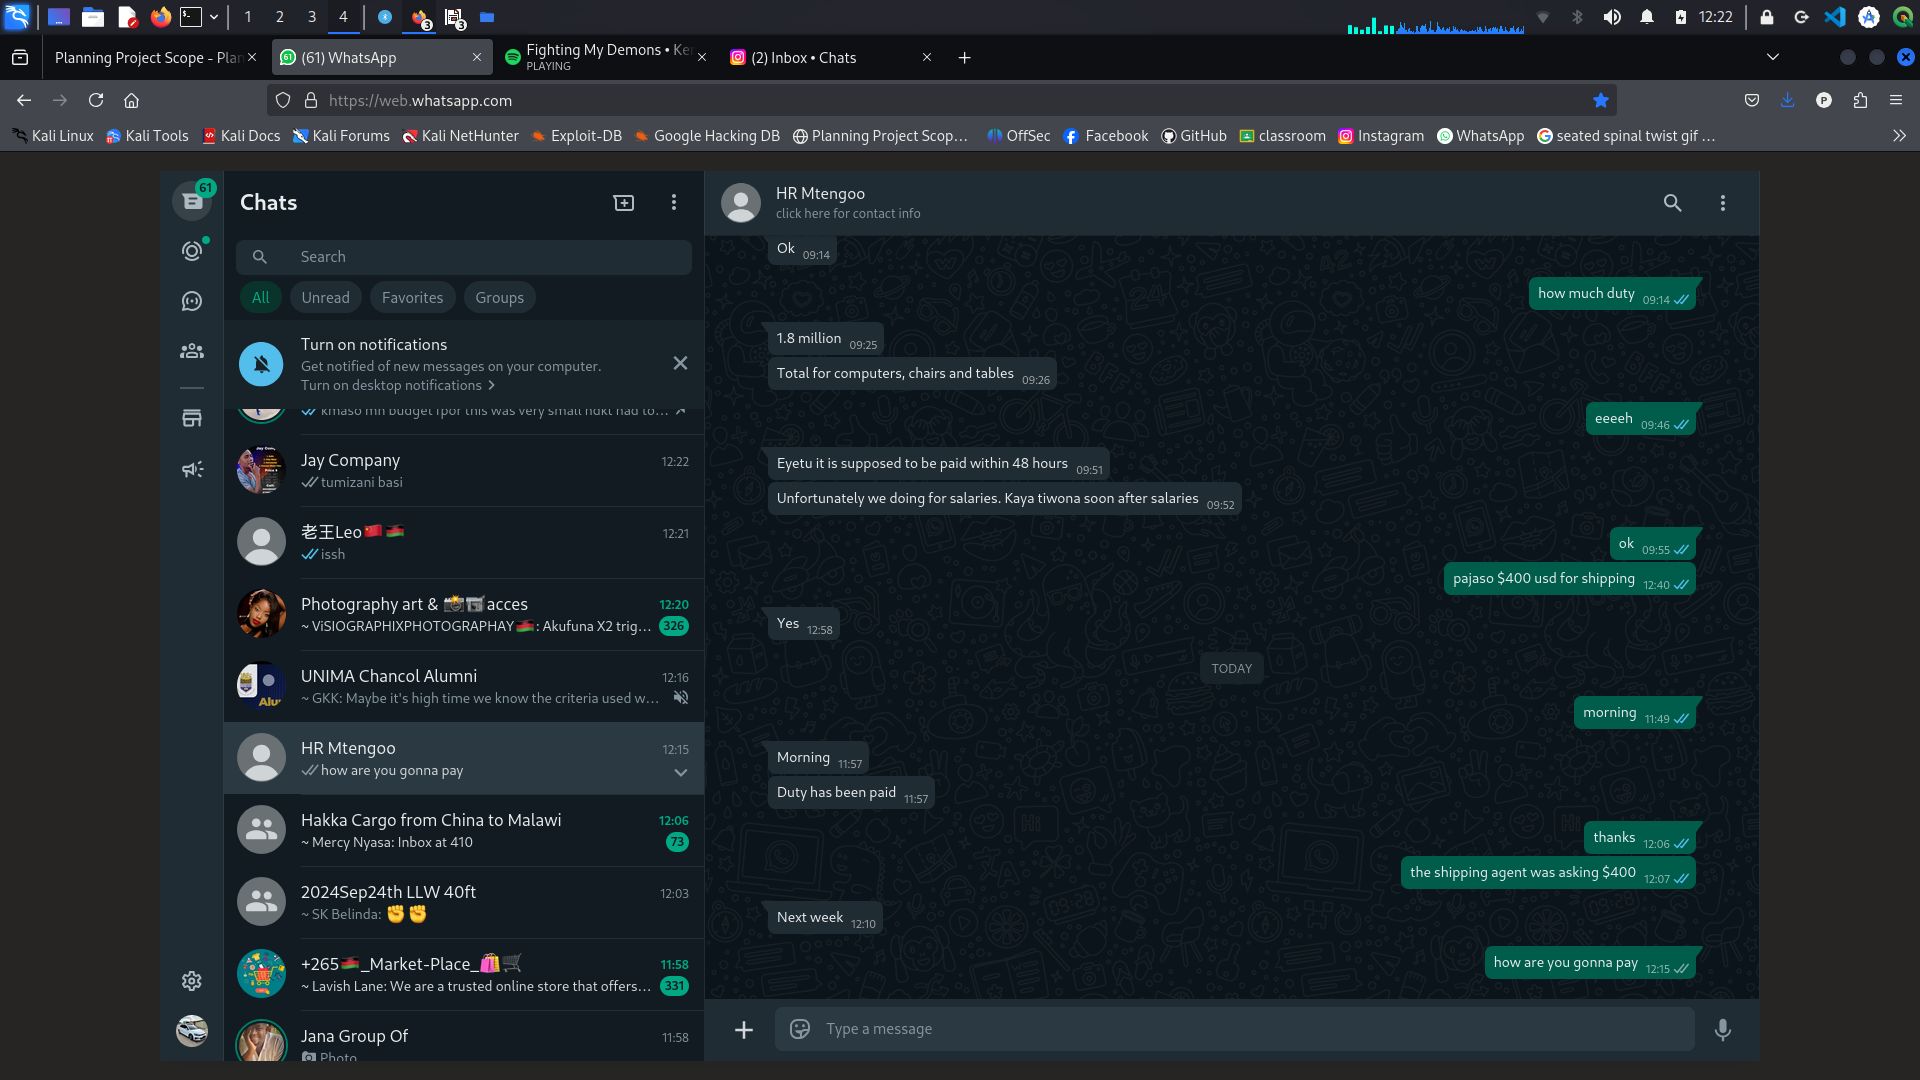 1
2
3
4
3
3
12:22
Planning Project Scope - Plan
(61) WhatsApp
Fighting My Demons • Ken
PLAYING
(2) Inbox • Chats
https://web.whatsapp.com
Kali Linux
Kali Tools
Kali Docs
Kali Forums
Kali NetHunter
Exploit-DB
Google Hacking DB
Planning Project Scop…
OffSec
Facebook
GitHub
classroom
Instagram
WhatsApp
seated spinal twist gif …
61
Chats
Search
All
Unread
Favorites
Groups
Turn on notifications
Get notified of new messages on your computer.
Turn on desktop notifications
kmaso mn budget fpor this was very small ndkt had to…
Jay Company
12:22
tumizani basi
老王Leo🇨🇳🇲🇼
12:21
issh
Photography art & 📸🔫acces
12:20
~ ViSIOGRAPHIXPHOTOGRAPHAY🇲🇼: Akufuna X2 trig…
326
UNIMA Chancol Alumni
12:16
~ GKK: Maybe it's high time we know the criteria used w…
HR Mtengoo
12:15
how are you gonna pay
Hakka Cargo from China to Malawi
12:06
~ Mercy Nyasa: Inbox at 410
73
2024Sep24th LLW 40ft
12:03
~ SK Belinda: ✊✊
+265🇲🇼_Market-Place_🛍️🛒
11:58
~ Lavish Lane: We are a trusted online store that offers…
331
Jana Group Of
11:58
Photo
HR Mtengoo
click here for contact info
Ok 09:14
how much duty 09:14
1.8 million 09:25
Total for computers, chairs and tables 09:26
eeeeh 09:46
Eyetu it is supposed to be paid within 48 hours 09:51
Unfortunately we doing for salaries. Kaya tiwona soon after salaries 09:52
ok 09:55
pajaso $400 usd for shipping 12:40
Yes 12:58
TODAY
morning 11:49
Morning 11:57
Duty has been paid 11:57
thanks 12:06
the shipping agent was asking $400 12:07
Next week 12:10
how are you gonna pay 12:15
Type a message